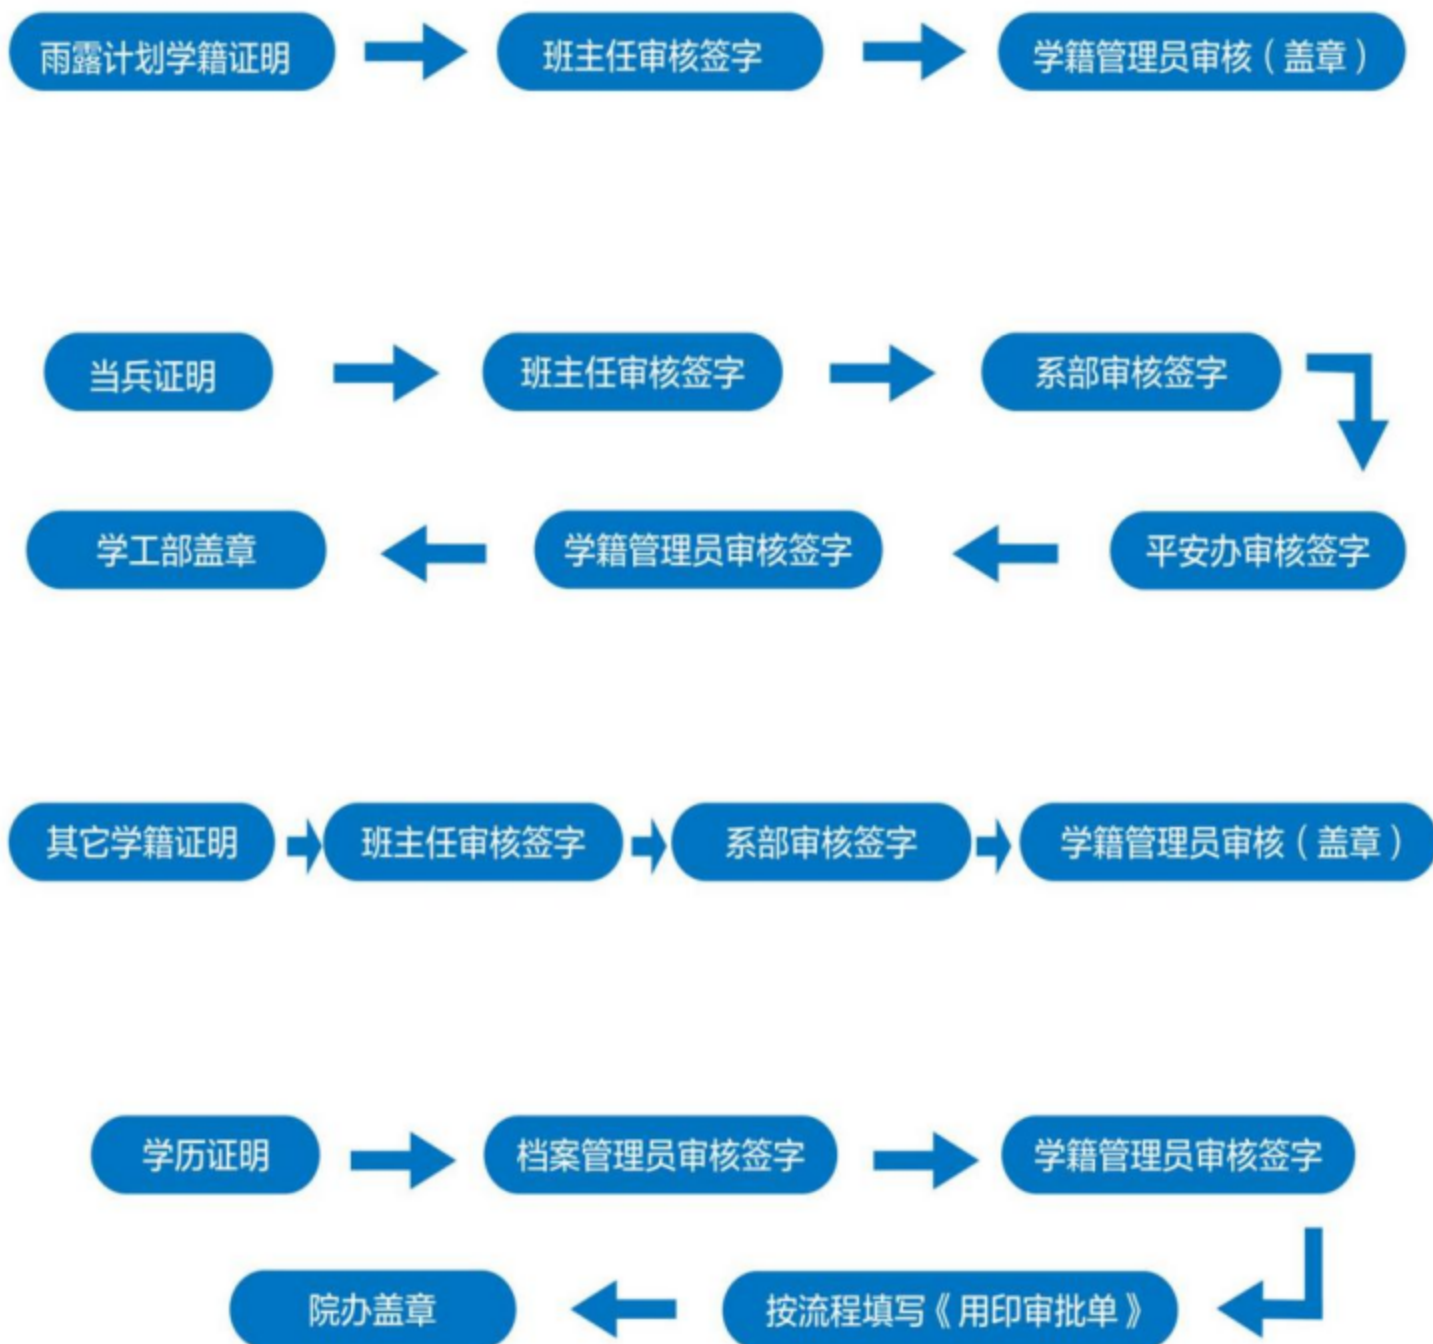 雨露计划学籍证明
班主任审核签字
学籍管理员审核（盖章）
当兵证明
班主任审核签字
系部审核签字
平安办审核签字
学籍管理员审核签字
学工部盖章
其它学籍证明
班主任审核签字
系部审核签字
学籍管理员审核（盖章）
学历证明
档案管理员审核签字
学籍管理员审核签字
按流程填写《用印审批单》
院办盖章